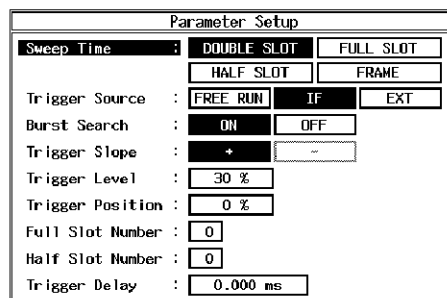 Parameter Setup
Sweep Time : DOUBLE SLOT FULL SLOT
HALF SLOT FRAME
Trigger Source : FREE RUN IF EXT
Burst Search : ON OFF
Trigger Slope : + -
Trigger Level : 30 %
Trigger Position : 0 %
Full Slot Number : 0
Half Slot Number : 0
Trigger Delay : 0.000 ms